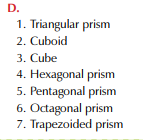 D.
1. Triangular prism
2. Cuboid
3. Cube
4. Hexagonal prism
5. Pentagonal prism
6. Octagonal prism
7. Trapezoided prism